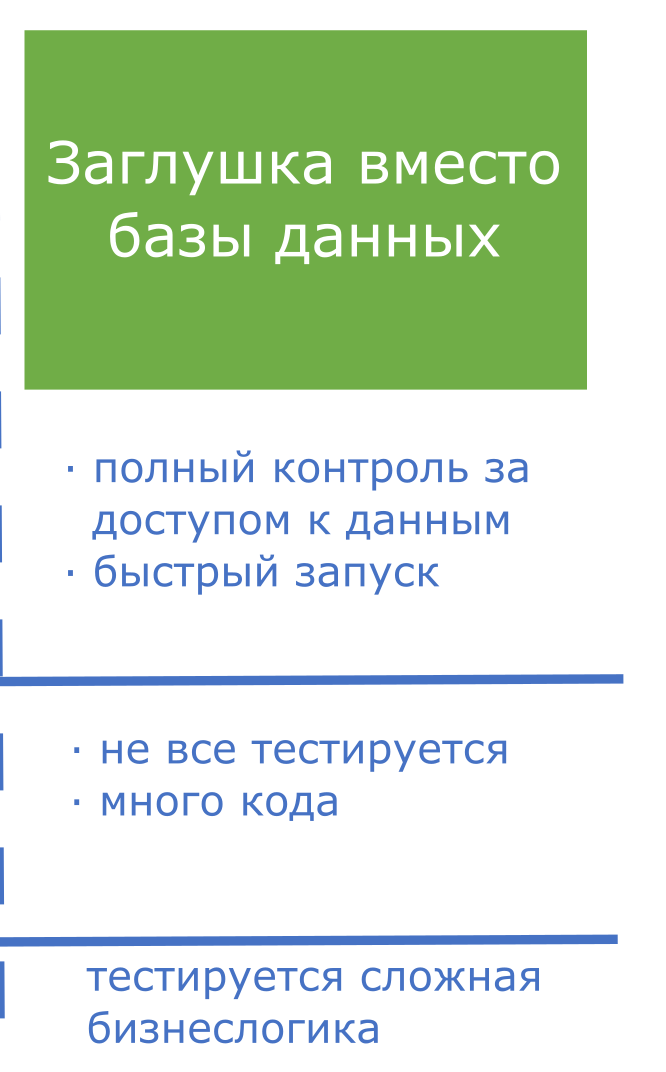 Заглушка вместо
базы данных
· полный контроль за
доступом к данным
· быстрый запуск
· не все тестируется
· много кода
тестируется сложная
бизнеслогика